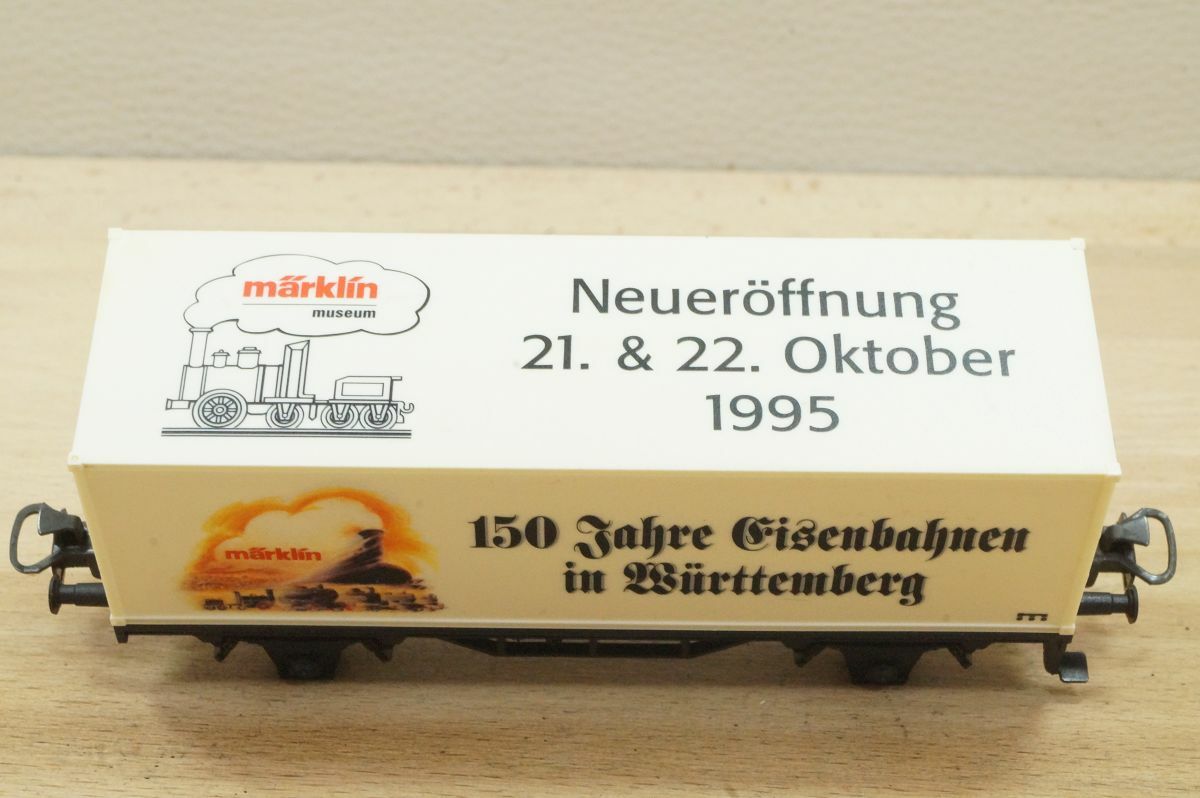 märklin
museum
Neueröffnung
21. & 22. Oktober
1995
märklin
150 Jahre Eisenbahnen
in Württemberg